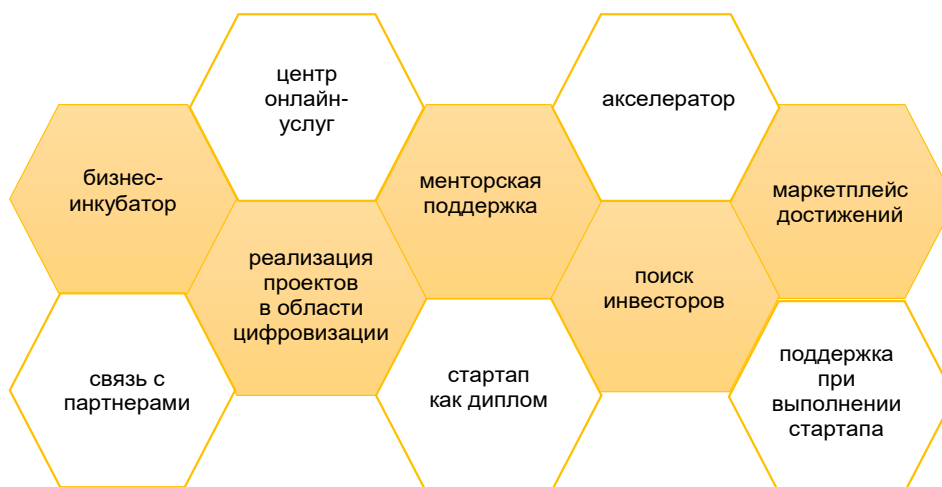 центр
онлайн-
услуг
акселератор
бизнес-
инкубатор
менторская
поддержка
маркетплейс
достижений
реализация
проектов
в области
цифровизации
поиск
инвесторов
связь с
партнерами
стартап
как диплом
поддержка
при
выполнении
стартапа